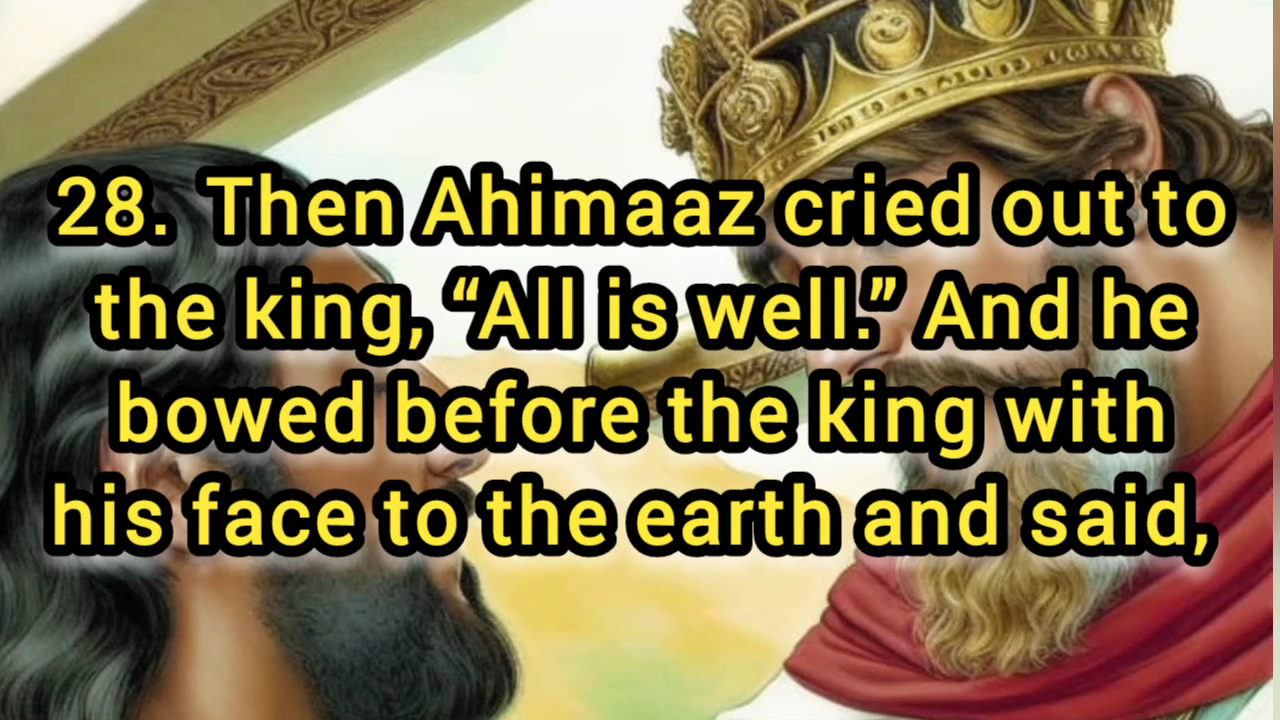 28. Then Ahimaaz cried out to
the king, “All is well.” And he
bowed before the king with
his face to the earth and said,